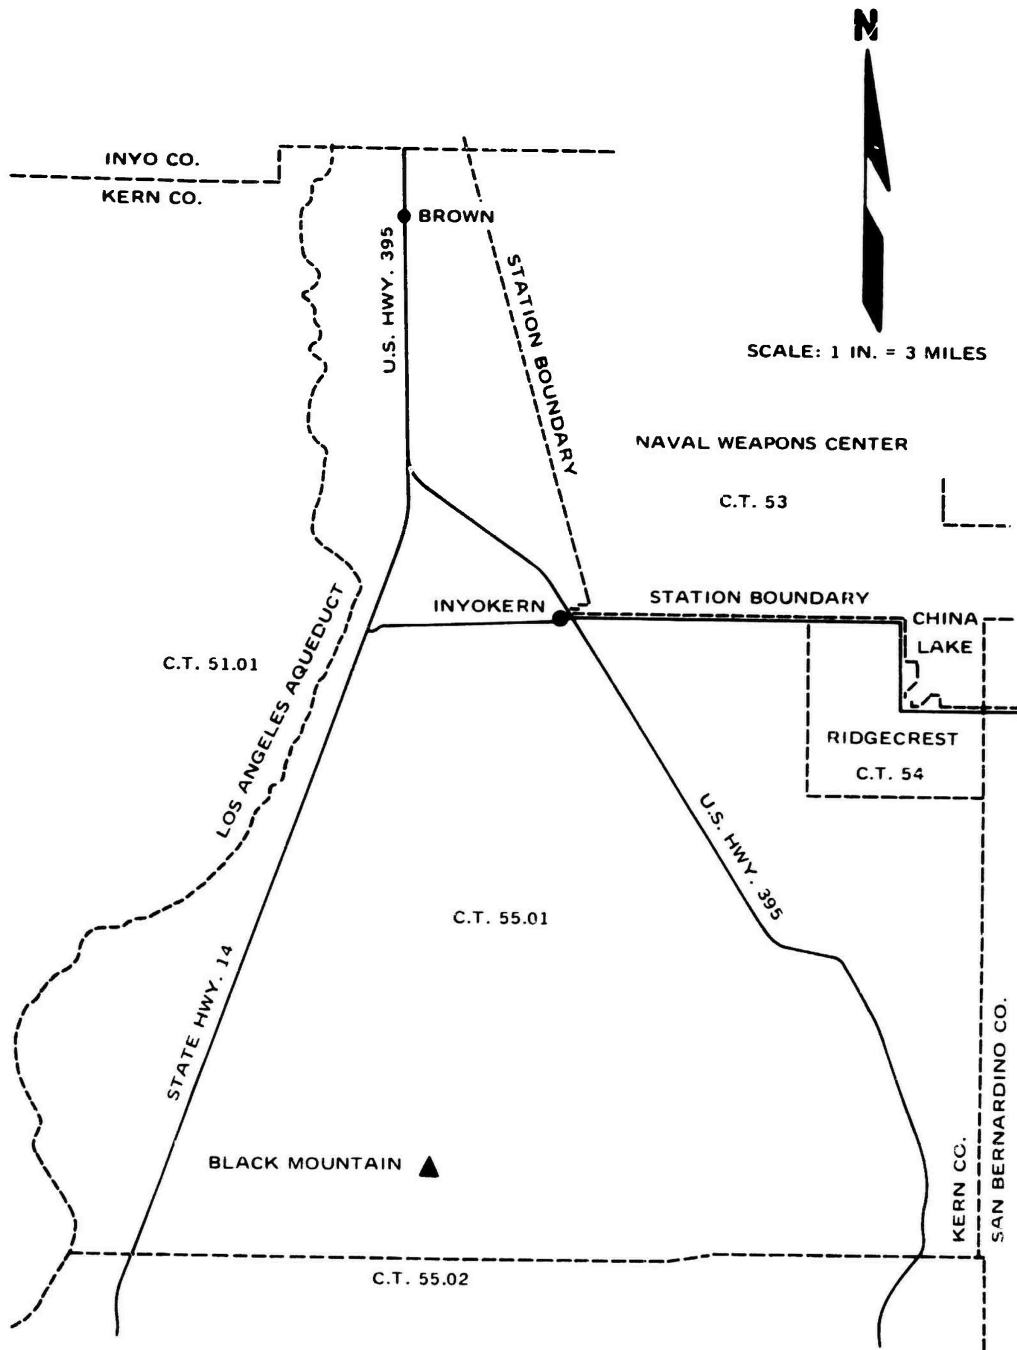 N
INYO CO.
KERN CO.
BROWN
U.S. HWY. 395
STATION BOUNDARY
SCALE: 1 IN. = 3 MILES
NAVAL WEAPONS CENTER
C.T. 53
INYOKERN
STATION BOUNDARY
CHINA
LAKE
C.T. 51.01
LOS ANGELES AQUEDUCT
RIDGECREST
C.T. 54
U.S. HWY. 395
C.T. 55.01
STATE HWY. 14
BLACK MOUNTAIN
KERN CO.
SAN BERNARDINO CO.
C.T. 55.02